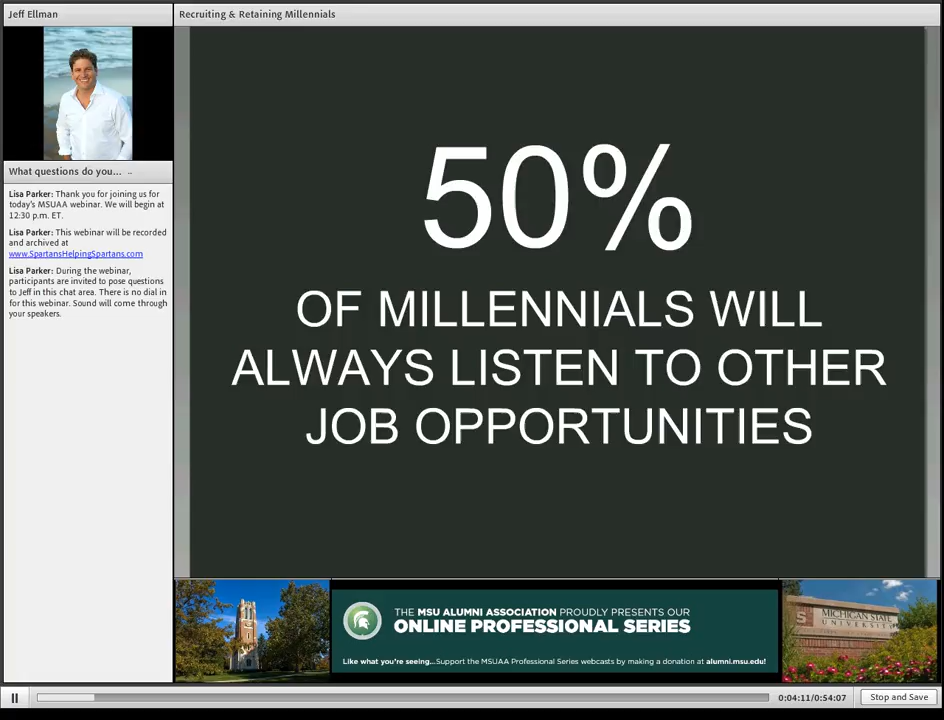 Jeff Ellman
Recruiting & Retaining Millennials
What questions do you... ...
Lisa Parker: Thank you for joining us for
today's MSUAA webinar. We will begin at
12:30 p.m. ET.
Lisa Parker: This webinar will be recorded
and archived at
www.SpartansHelpingSpartans.com
Lisa Parker: During the webinar,
participants are invited to pose questions
to Jeff in this chat area. There is no dial in
for this webinar. Sound will come through
your speakers.
50%
OF MILLENNIALS WILL
ALWAYS LISTEN TO OTHER
JOB OPPORTUNITIES
THE MSU ALUMNI ASSOCIATION PROUDLY PRESENTS OUR
ONLINE PROFESSIONAL SERIES
Like what you're seeing...Support the MSUAA Professional Series webcasts by making a donation at alumni.msu.edu!
S
MICHIGAN STATE
UNIVERSITY
0:04:11/0:54:07
Stop and Save